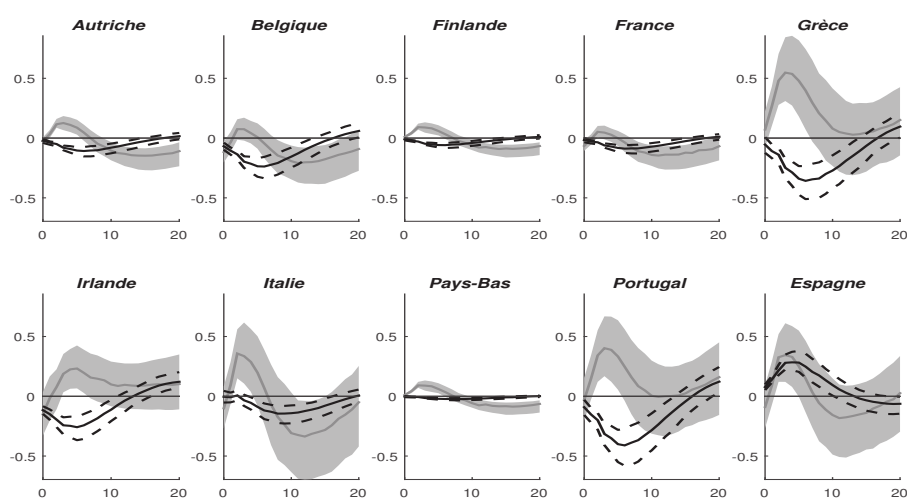 Autriche Belgique Finlande France Grèce
0.5 0.5 0.5 0.5 0.5
0 0 0 0 0
-0.5 -0.5 -0.5 -0.5 -0.5
0 10 20 0 10 20 0 10 20 0 10 20 0 10 20
Irlande Italie Pays-Bas Portugal Espagne
0.5 0.5 0.5 0.5 0.5
0 0 0 0 0
-0.5 -0.5 -0.5 -0.5 -0.5
0 10 20 0 10 20 0 10 20 0 10 20 0 10 20